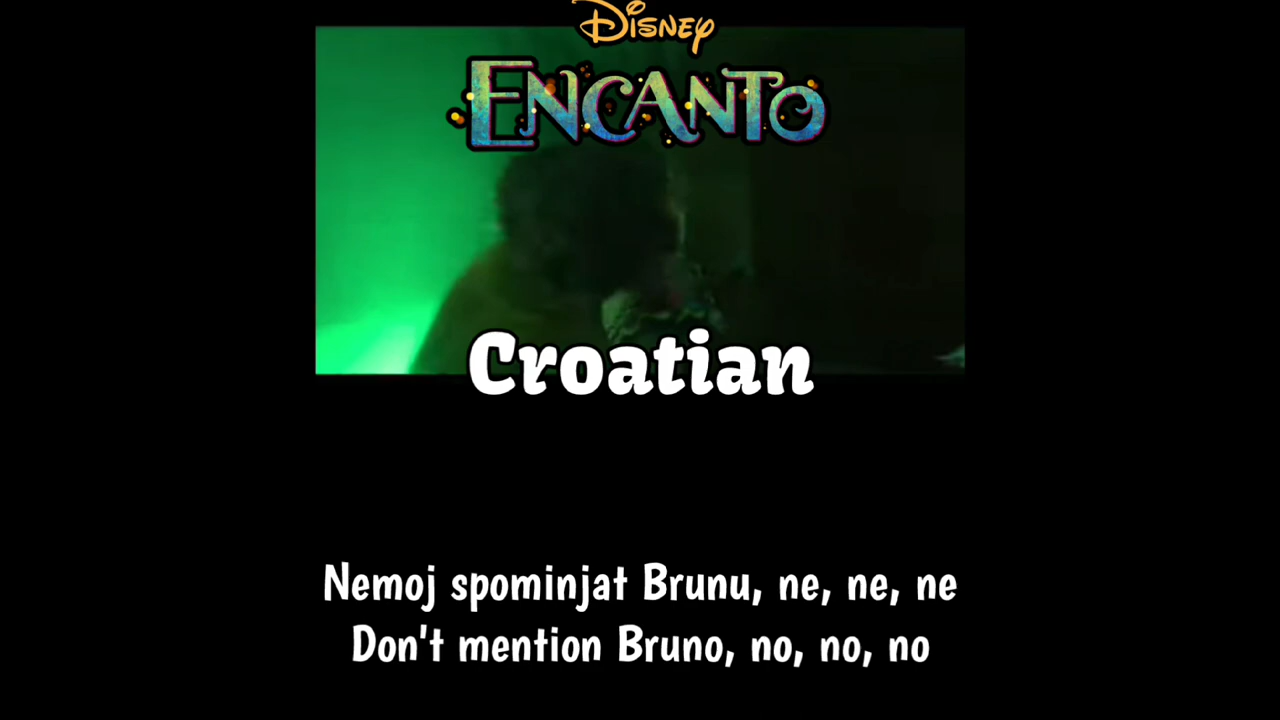 Disney
ENCANTO
Croatian
Nemoj spominjat Brunu, ne, ne, ne
Don't mention Bruno, no, no, no